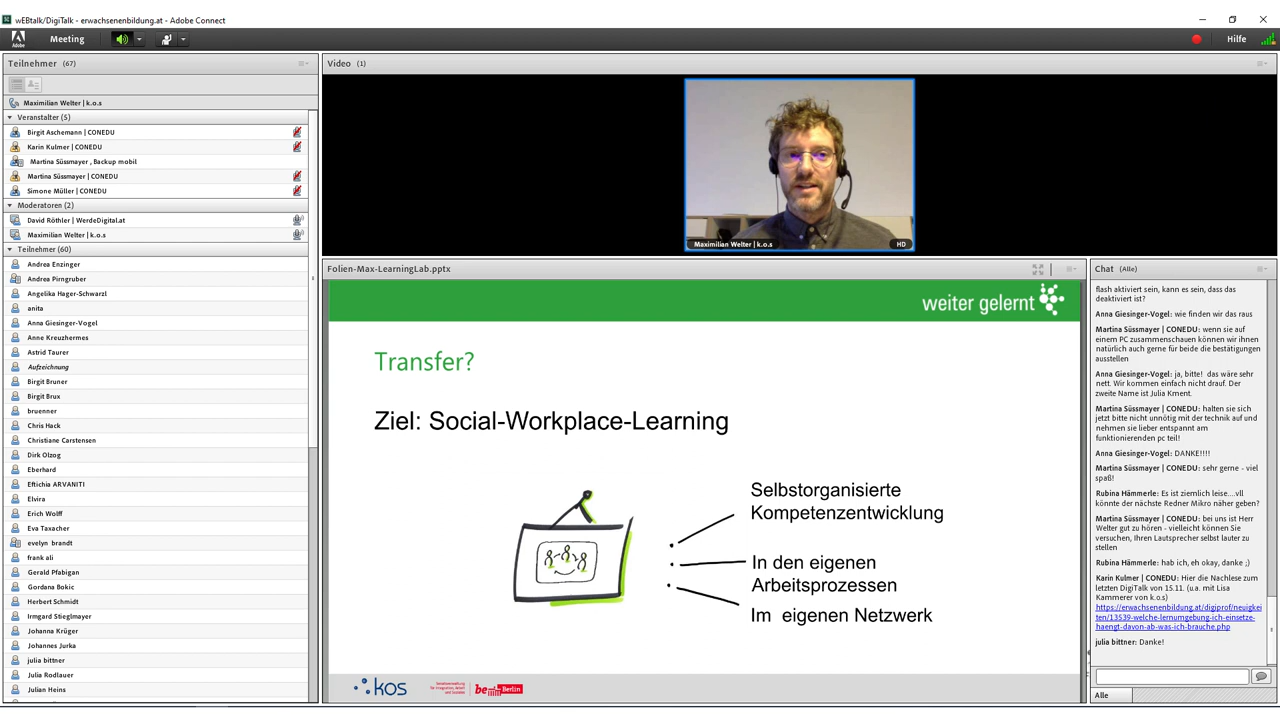 wEBtalk/DigiTalk - erwachsenenbildung.at - Adobe Connect
Adobe
Meeting
Hilfe
Teilnehmer (67)
Maximilian Welter | k.o.s
Veranstalter (5)
Birgit Aschemann | CONEDU
Karin Kulmer | CONEDU
Martina Süssmayer , Backup mobil
Martina Süssmayer | CONEDU
Simone Müller | CONEDU
Moderatoren (2)
David Röthler | WerdeDigital.at
Maximilian Welter | k.o.s
Teilnehmer (60)
Andrea Enzinger
Andrea Pirngruber
Angelika Hager-Schwarzl
anita
Anna Giesinger-Vogel
Anne Kreuzhermes
Astrid Taurer
Aufzeichnung
Birgit Bruner
Birgit Brux
bruenner
Chris Hack
Christiane Carstensen
Dirk Olzog
Eberhard
Eftichia ARVANITI
Elvira
Erich Wolff
Eva Taxacher
evelyn brandt
frank ali
Gerald Pfabigan
Gordana Bokic
Herbert Schmidt
Irmgard Stieglmayer
Johanna Krüger
Johannes Jurka
julia bittner
Julia Rodlauer
Julian Heins
Video (1)
Maximilian Welter | k.o.s
HD
Folien-Max-LearningLab.pptx
weiter gelernt
Transfer?
Ziel: Social-Workplace-Learning
Selbstorganisierte
Kompetenzentwicklung
In den eigenen
Arbeitsprozessen
Im eigenen Netzwerk
kos
be Berlin
Chat (Alle)
flash aktiviert sein, kann es sein, dass das
deaktiviert ist?
Anna Giesinger-Vogel: wie finden wir das raus
Martina Süssmayer | CONEDU: wenn sie auf
einem PC zusammenschauen können wir ihnen
natürlich auch gerne für beide die bestätigungen
ausstellen
Anna Giesinger-Vogel: ja, bitte! das wäre sehr
nett. Wir kommen einfach nicht drauf. Der
zweite Name ist Julia Kment.
Martina Süssmayer | CONEDU: halten sie sich
jetzt bitte nicht unnötig mit der technik auf und
nehmen sie lieber entspannt am
funktionierenden pc teil!
Anna Giesinger-Vogel: DANKE!!!!
Martina Süssmayer | CONEDU: sehr gerne - viel
spaß!
Rubina Hämmerle: Es ist ziemlich leise....vll
könnte der nächste Redner Mikro näher geben?
Martina Süssmayer | CONEDU: bei uns ist Herr
Welter gut zu hören - vielleicht können Sie
versuchen, Ihren Lautsprecher selbst lauter zu
stellen
Rubina Hämmerle: hab ich, eh okay, danke ;)
Karin Kulmer | CONEDU: Hier die Nachlese zum
letzten DigiTalk von 15.11. (u.a. mit Lisa
Kammerer von k.o.s)
https://erwachsenenbildung.at/digiprof/neuigkei
ten/13539-welche-lernumgebung-ich-einsetze-
haengt-davon-ab-was-ich-brauche.php
julia bittner: Danke!
Alle